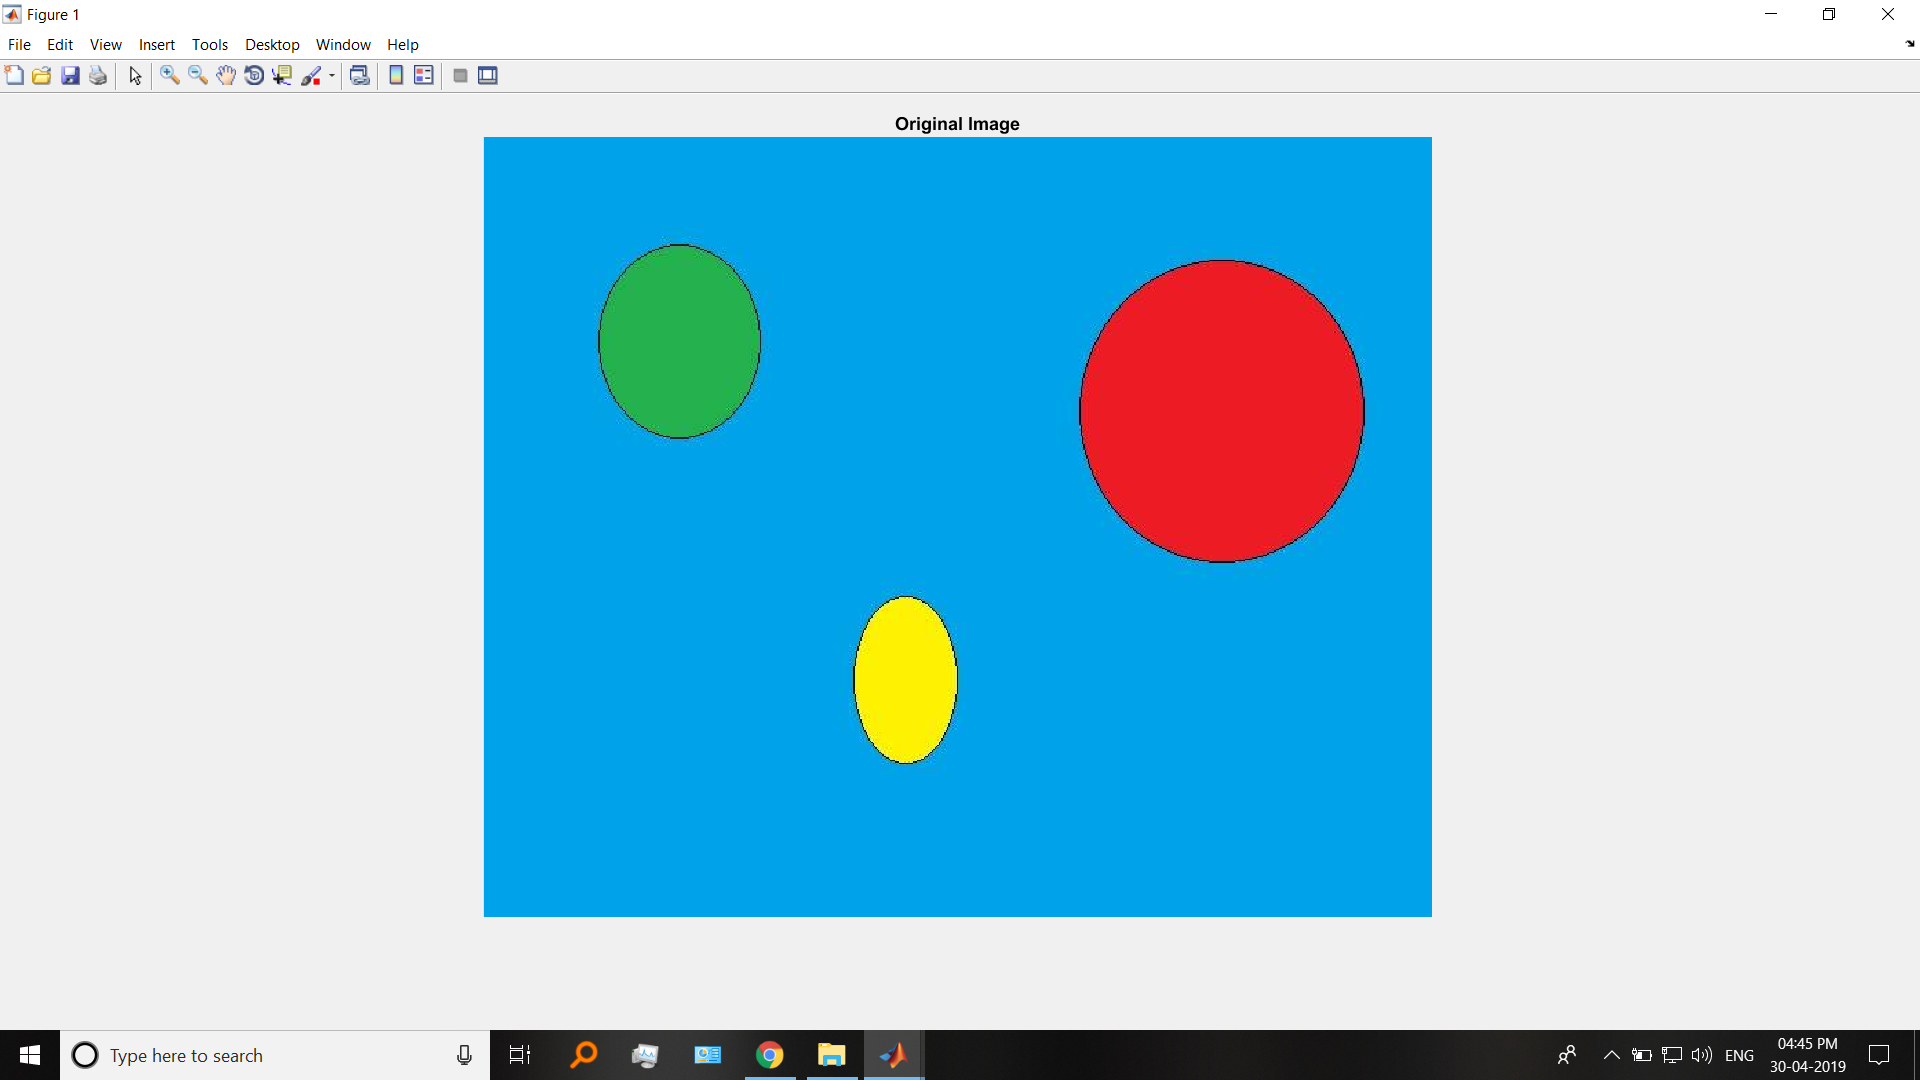 Figure 1
File Edit View Insert Tools Desktop Window Help
Original Image
Type here to search
ENG
04:45 PM
30-04-2019